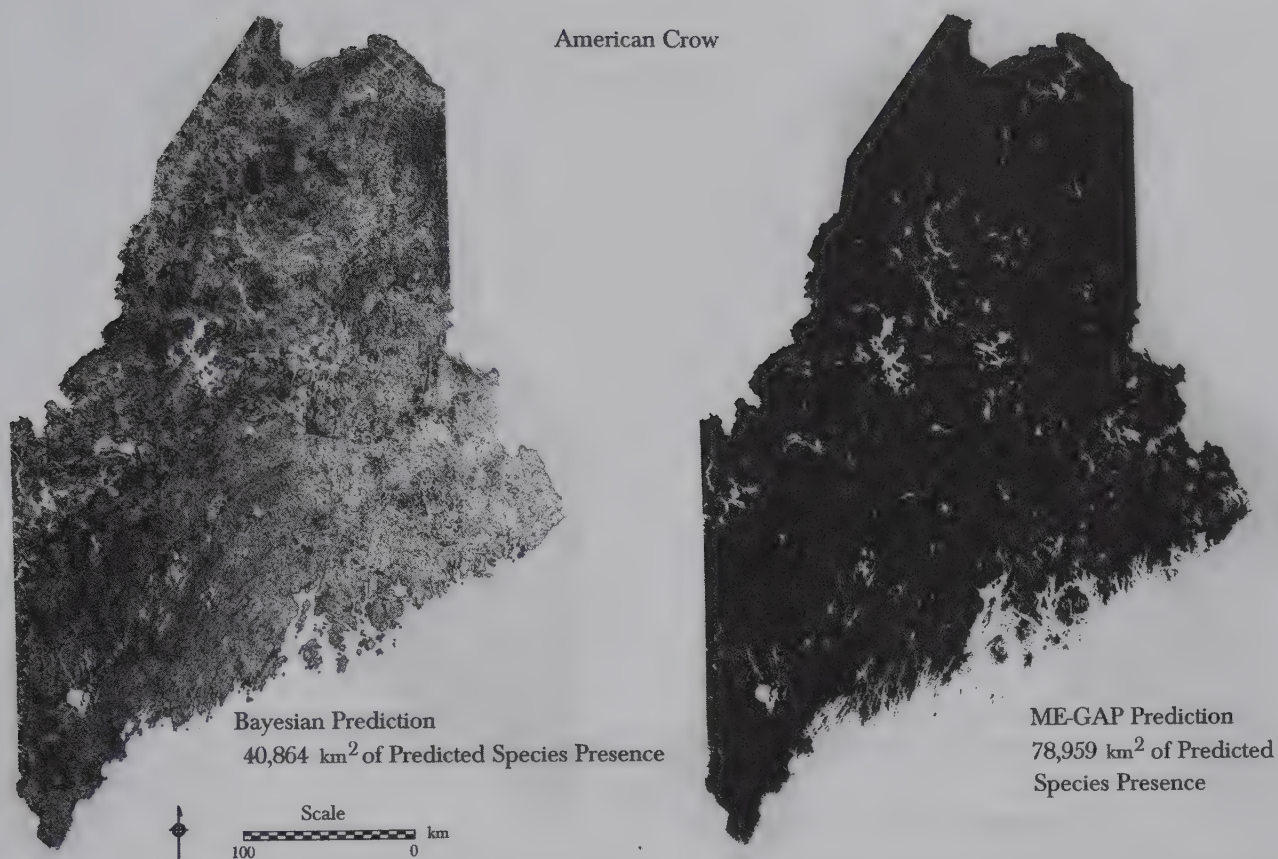 American Crow
Bayesian Prediction
40,864 km² of Predicted Species Presence
ME-GAP Prediction
78,959 km² of Predicted
Species Presence
Scale
km
100 0